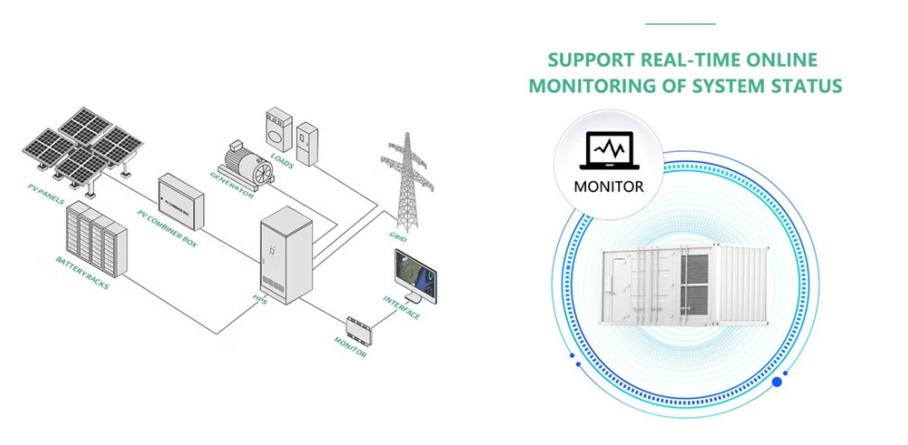 SUPPORT REAL-TIME ONLINE
MONITORING OF SYSTEM STATUS
MONITOR
LOADS
GENERATOR
PV PANELS
PV COMBINER BOX
GRID
BATTERY RACKS
HPS
INTERFACE
MONITOR